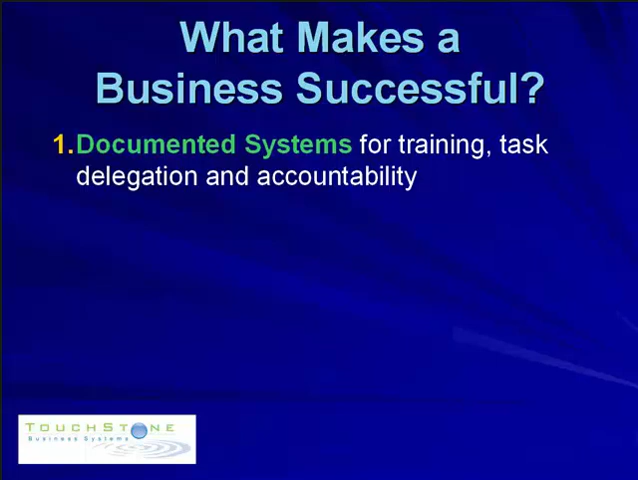 What Makes a
Business Successful?
1. Documented Systems for training, task
delegation and accountability
TOUCHSTONE
Business Systems